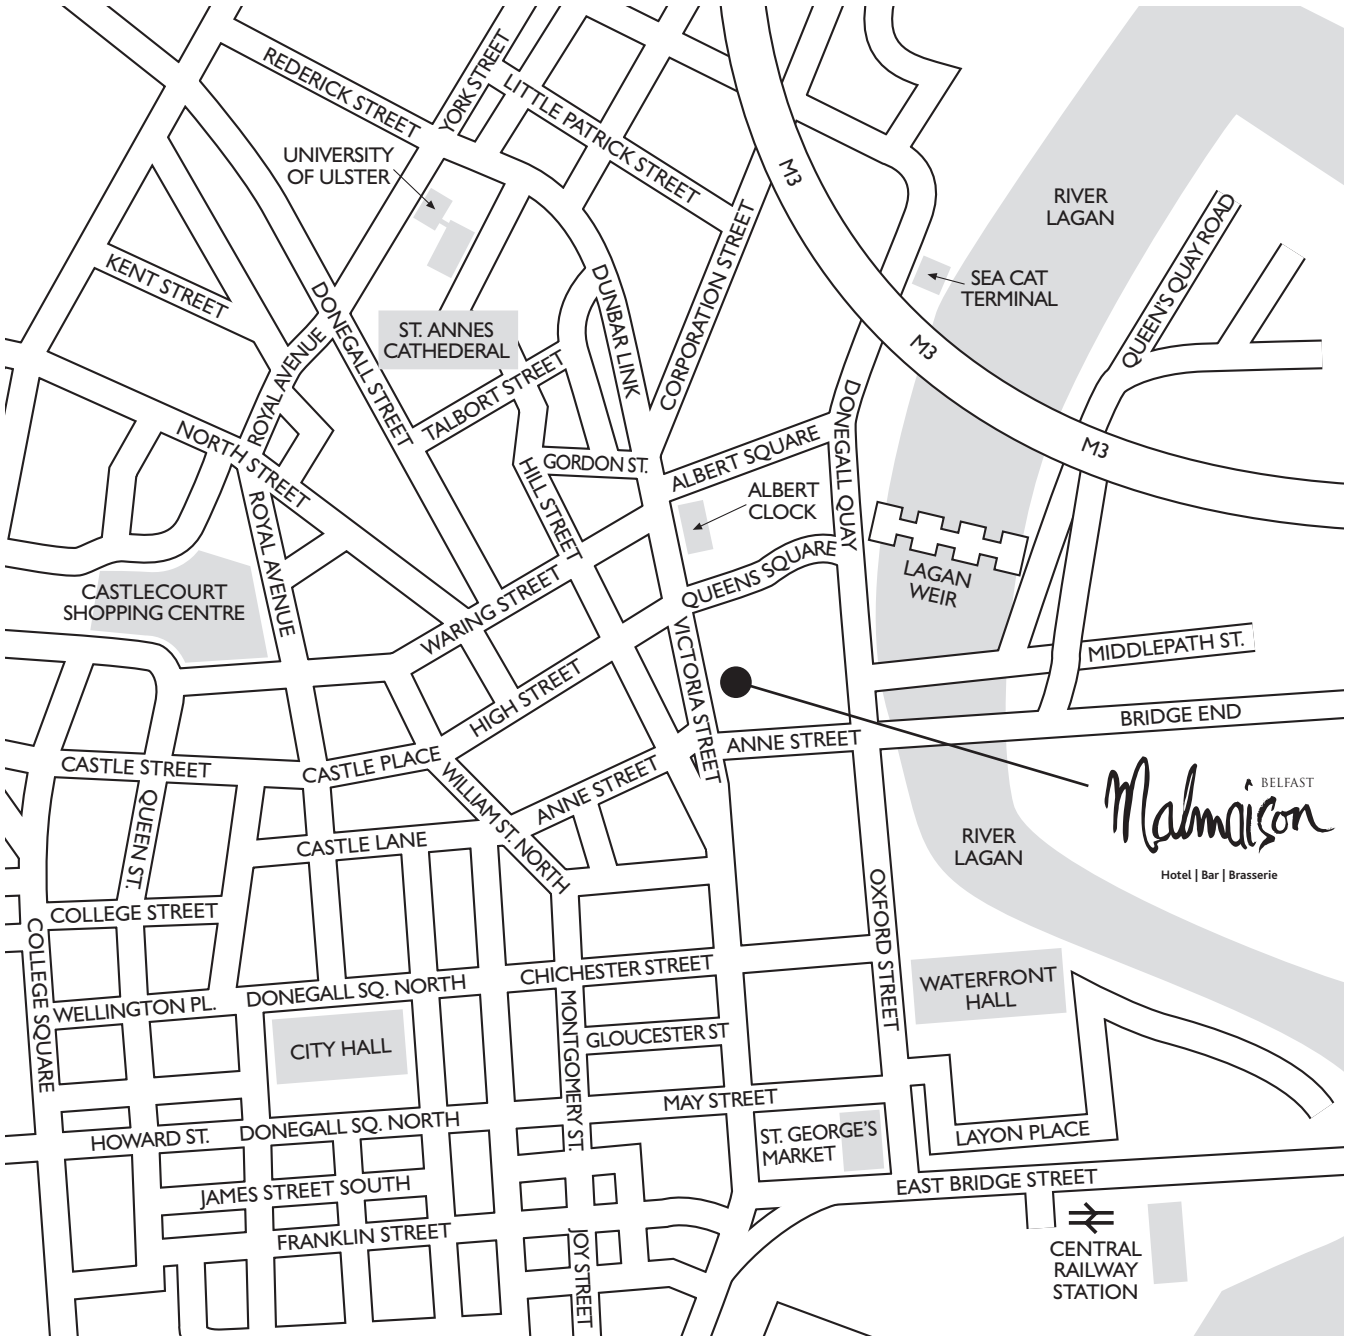 REDERICK STREET
YORK STREET
LITTLE PATRICK STREET
UNIVERSITY
OF ULSTER
M3
RIVER
LAGAN
QUEEN'S QUAY ROAD
KENT STREET
DONEGALL STREET
ST. ANNES
CATHEDERAL
DUNBAR LINK
CORPORATION STREET
SEA CAT
TERMINAL
M3
ROYAL AVENUE
TALBORT STREET
DONEGALL QUAY
M3
NORTH STREET
HILL STREET
GORDON ST.
ALBERT SQUARE
ALBERT
CLOCK
ROYAL AVENUE
QUEENS SQUARE
LAGAN
WEIR
CASTLECOURT
SHOPPING CENTRE
WARING STREET
VICTORIA STREET
MIDDLEPATH ST.
HIGH STREET
BRIDGE END
ANNE STREET
CASTLE STREET
CASTLE PLACE
WILLIAM ST. NORTH
ANNE STREET
Malmaison
BELFAST
Hotel | Bar | Brasserie
QUEEN ST.
CASTLE LANE
RIVER
LAGAN
OXFORD STREET
COLLEGE STREET
COLLEGE SQUARE
CHICHESTER STREET
WATERFRONT
HALL
WELLINGTON PL.
DONEGALL SQ. NORTH
MONTGOMERY ST.
GLOUCESTER ST
CITY HALL
MAY STREET
HOWARD ST.
DONEGALL SQ. NORTH
ST. GEORGE'S
MARKET
LAYON PLACE
EAST BRIDGE STREET
JAMES STREET SOUTH
FRANKLIN STREET
JOY STREET
CENTRAL
RAILWAY
STATION